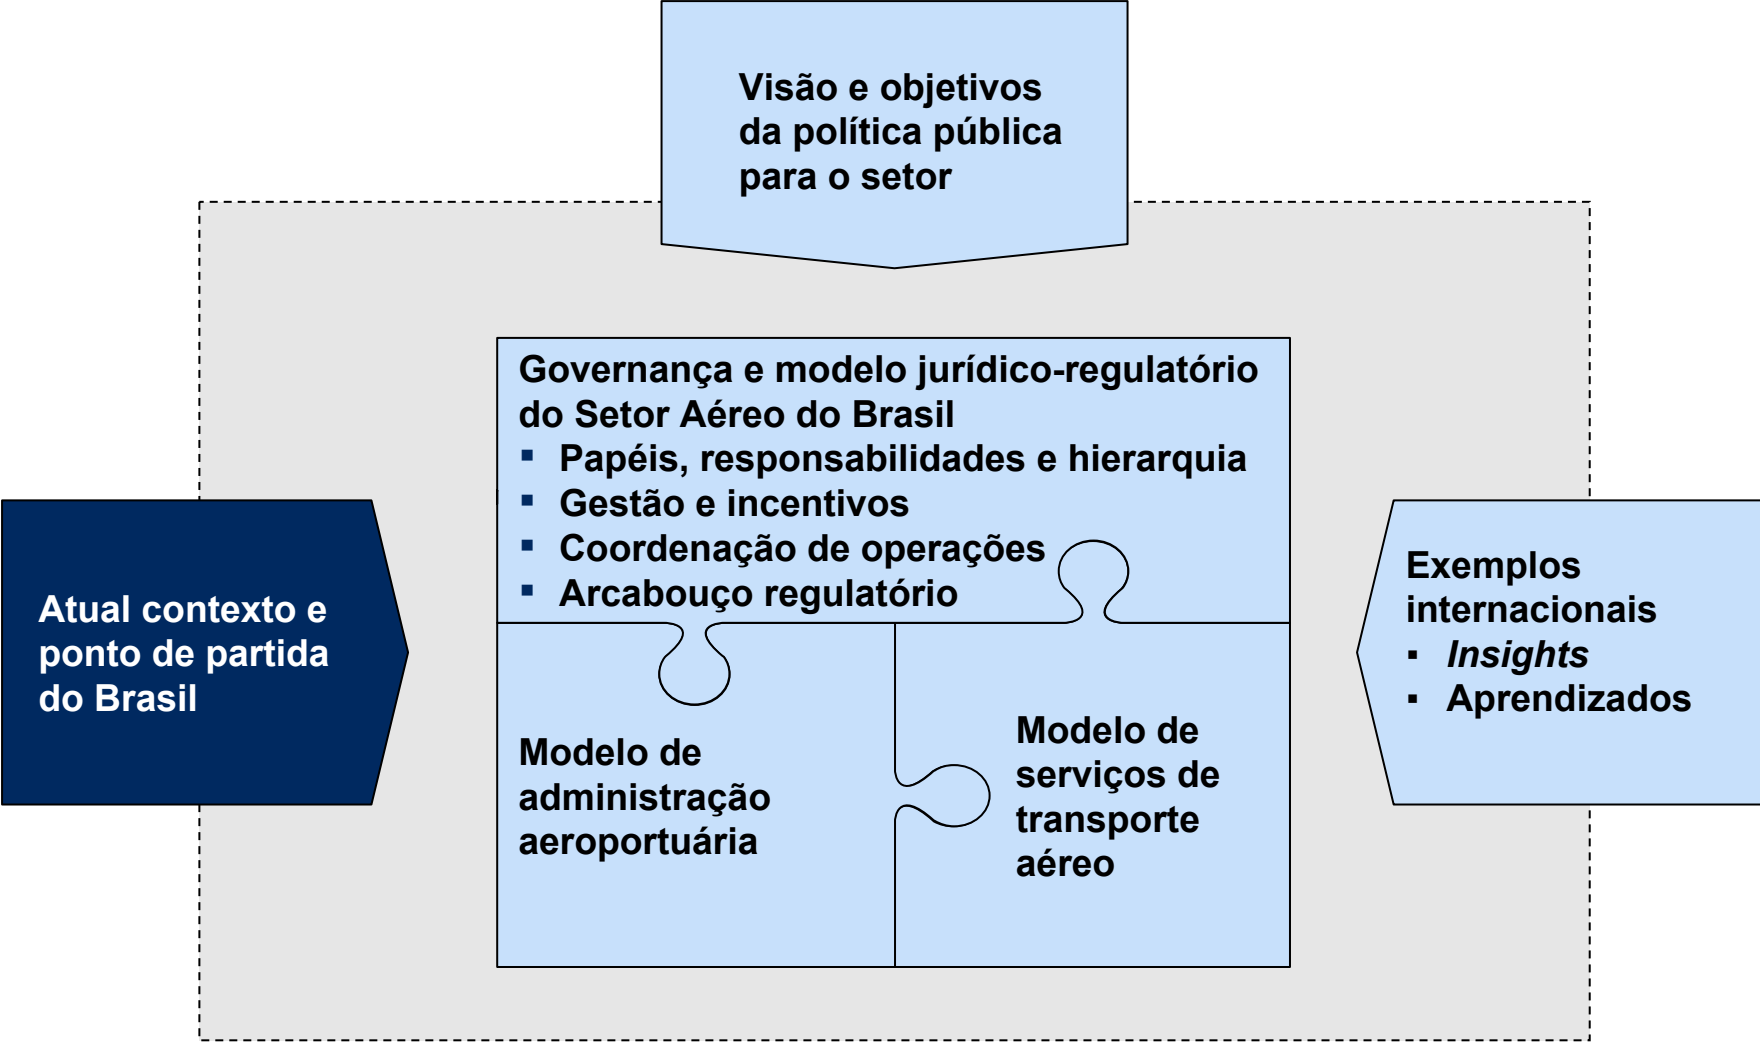 Visão e objetivos
da política pública
para o setor
Governança e modelo jurídico-regulatório
do Setor Aéreo do Brasil
▪ Papéis, responsabilidades e hierarquia
▪ Gestão e incentivos
▪ Coordenação de operações
▪ Arcabouço regulatório
Atual contexto e
ponto de partida
do Brasil
Exemplos
internacionais
▪ Insights
▪ Aprendizados
Modelo de
administração
aeroportuária
Modelo de
serviços de
transporte
aéreo